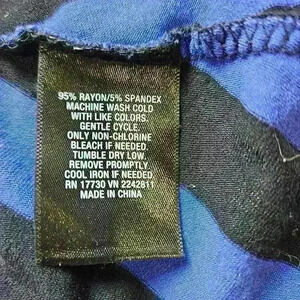 95% RAYON/5% SPANDEX
MACHINE WASH COLD
WITH LIKE COLORS.
GENTLE CYCLE.
ONLY NON-CHLORINE
BLEACH IF NEEDED.
TUMBLE DRY LOW.
REMOVE PROMPTLY.
COOL IRON IF NEEDED.
RN 17730 VN 2242811
MADE IN CHINA